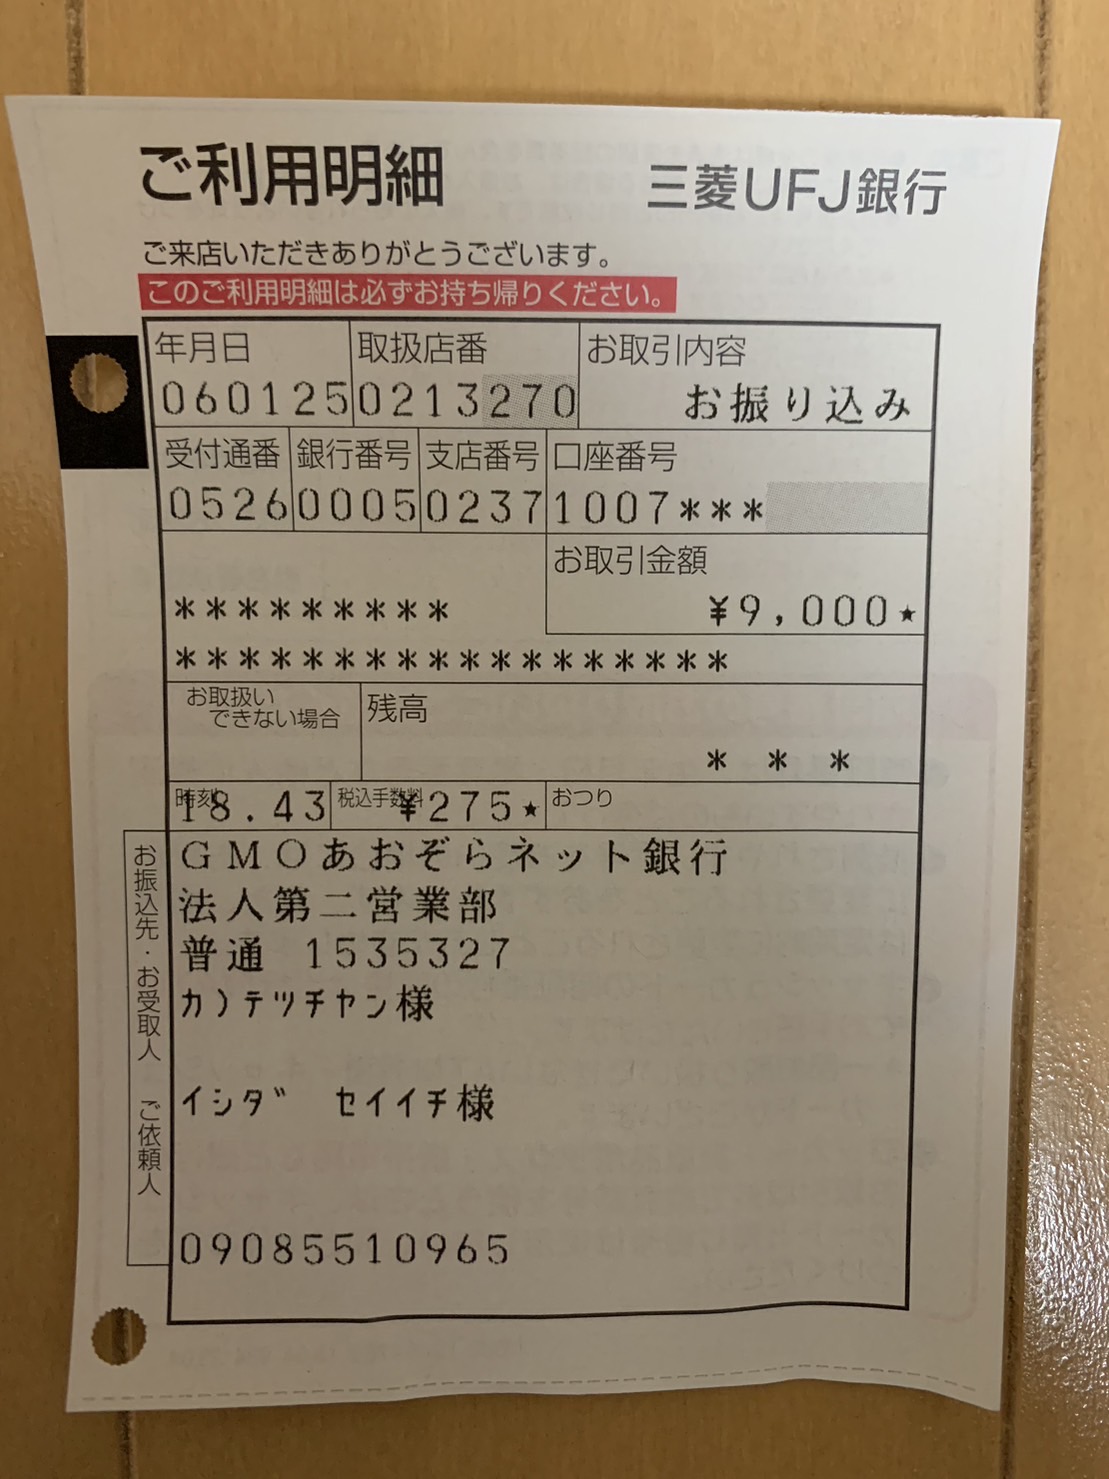 ご利用明細 三菱UFJ銀行
ご来店いただきありがとうございます。
このご利用明細は必ずお持ち帰りください。
年月日 取扱店番 お取引内容
060125 0213270 お振り込み
受付通番 銀行番号 支店番号 口座番号
0526 0005 0237 1007***
お取引金額
********* ¥9,000★
******************
お取扱い
できない場合 残高
* * *
時刻 18.43 税込手数料 ¥275★ おつり
お振込先・お受取人 ご依頼人
GMOあおぞらネット銀行
法人第二営業部
普通 1535327
カ)テツチヤン様
イシダ゛ セイイチ様
09085510965